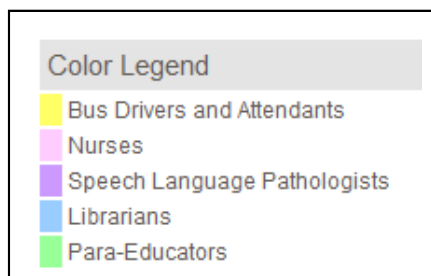 Color Legend
Bus Drivers and Attendants
Nurses
Speech Language Pathologists
Librarians
Para-Educators